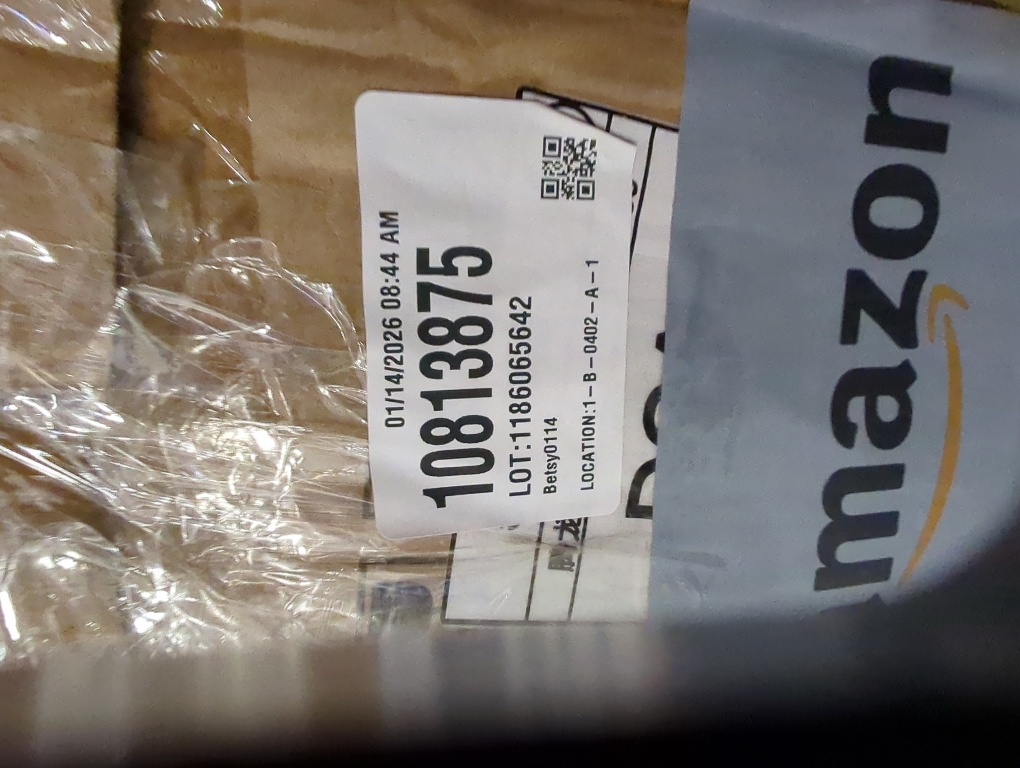 01/14/2026 08:44 AM
10813875
LOT:1186065642
Betsy0114
LOCATION:1-B-0402-A-1
amazon